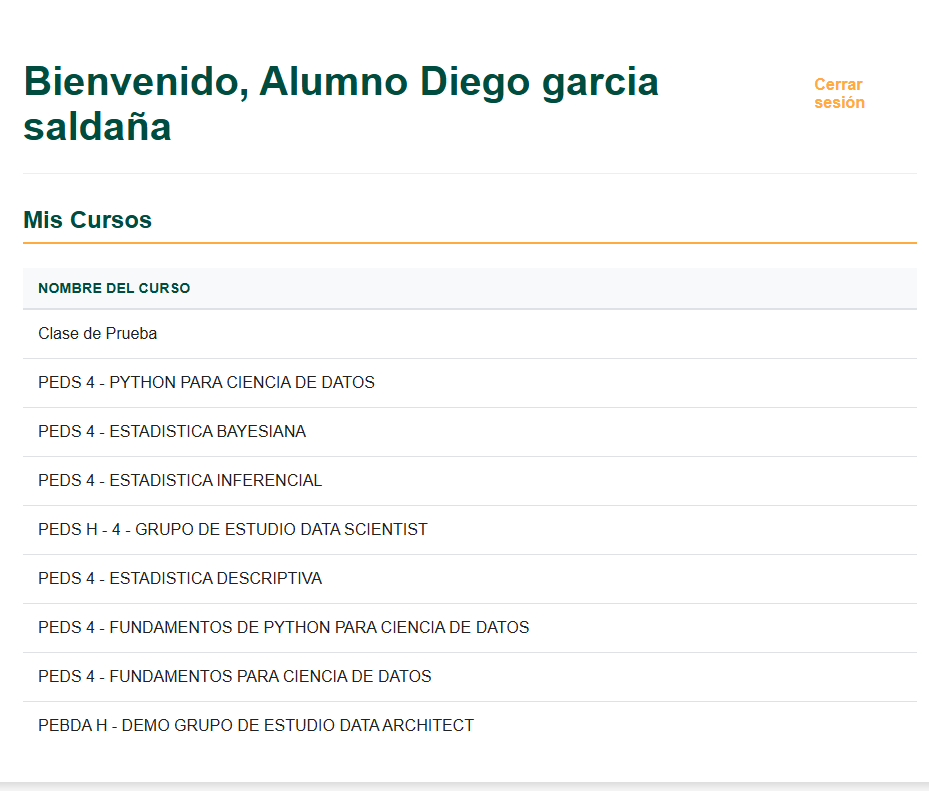 Bienvenido, Alumno Diego garcia
saldaña
Cerrar
sesión
Mis Cursos
NOMBRE DEL CURSO
Clase de Prueba
PEDS 4 - PYTHON PARA CIENCIA DE DATOS
PEDS 4 - ESTADISTICA BAYESIANA
PEDS 4 - ESTADISTICA INFERENCIAL
PEDS H - 4 - GRUPO DE ESTUDIO DATA SCIENTIST
PEDS 4 - ESTADISTICA DESCRIPTIVA
PEDS 4 - FUNDAMENTOS DE PYTHON PARA CIENCIA DE DATOS
PEDS 4 - FUNDAMENTOS PARA CIENCIA DE DATOS
PEBDA H - DEMO GRUPO DE ESTUDIO DATA ARCHITECT